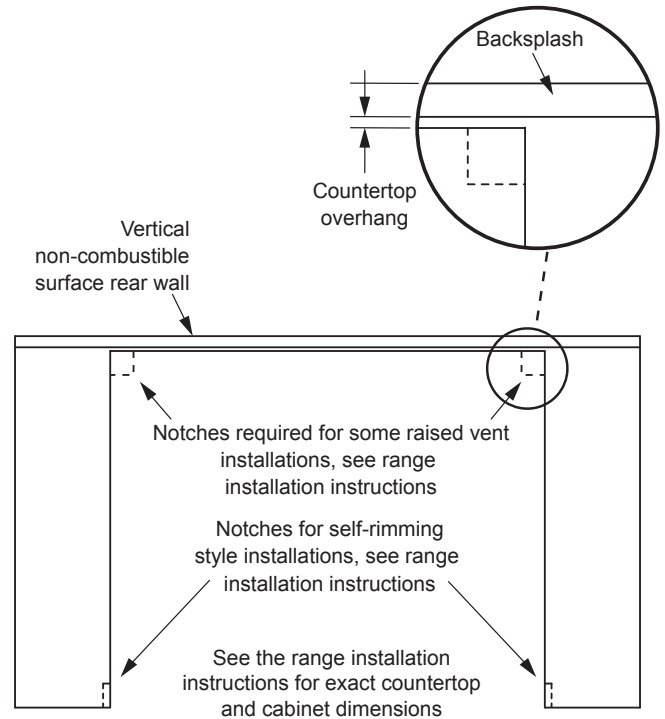 Backsplash
Countertop
overhang
Vertical
non-combustible
surface rear wall
Notches required for some raised vent
installations, see range
installation instructions
Notches for self-rimming
style installations, see range
installation instructions
See the range installation
instructions for exact countertop
and cabinet dimensions